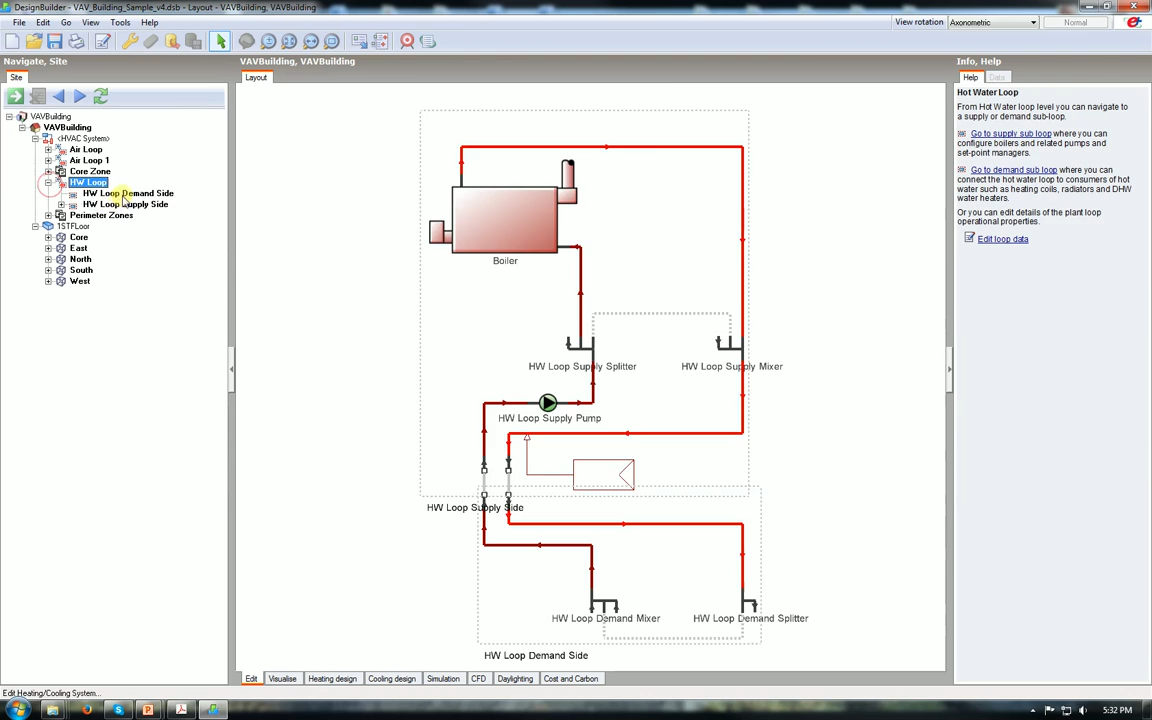 DesignBuilder - VAV_Building_Sample_v4.dsb - Layout - VAVBuilding, VAVBuilding
File Edit Go View Tools Help
View rotation Axonometric Normal
Navigate, Site
Site
VAVBuilding
VAVBuilding
<HVAC System>
Air Loop
Air Loop 1
Core Zone
HW Loop
HW Loop Demand Side
HW Loop Supply Side
Perimeter Zones
1STFloor
Core
East
North
South
West
VAVBuilding, VAVBuilding
Layout
Boiler
HW Loop Supply Splitter
HW Loop Supply Mixer
HW Loop Supply Pump
HW Loop Supply Side
HW Loop Demand Mixer
HW Loop Demand Splitter
HW Loop Demand Side
Edit Visualise Heating design Cooling design Simulation CFD Daylighting Cost and Carbon
Info, Help
Help Data
Hot Water Loop
From Hot Water loop level you can navigate to
a supply or demand sub-loop.
Go to supply sub loop where you can
configure boilers and related pumps and
set-point managers.
Go to demand sub loop where you can
connect the hot water loop to consumers of hot
water such as heating coils, radiators and DHW
water heaters.
Or you can edit details of the plant loop
operational properties.
Edit loop data
Edit Heating/Cooling System...
5:32 PM